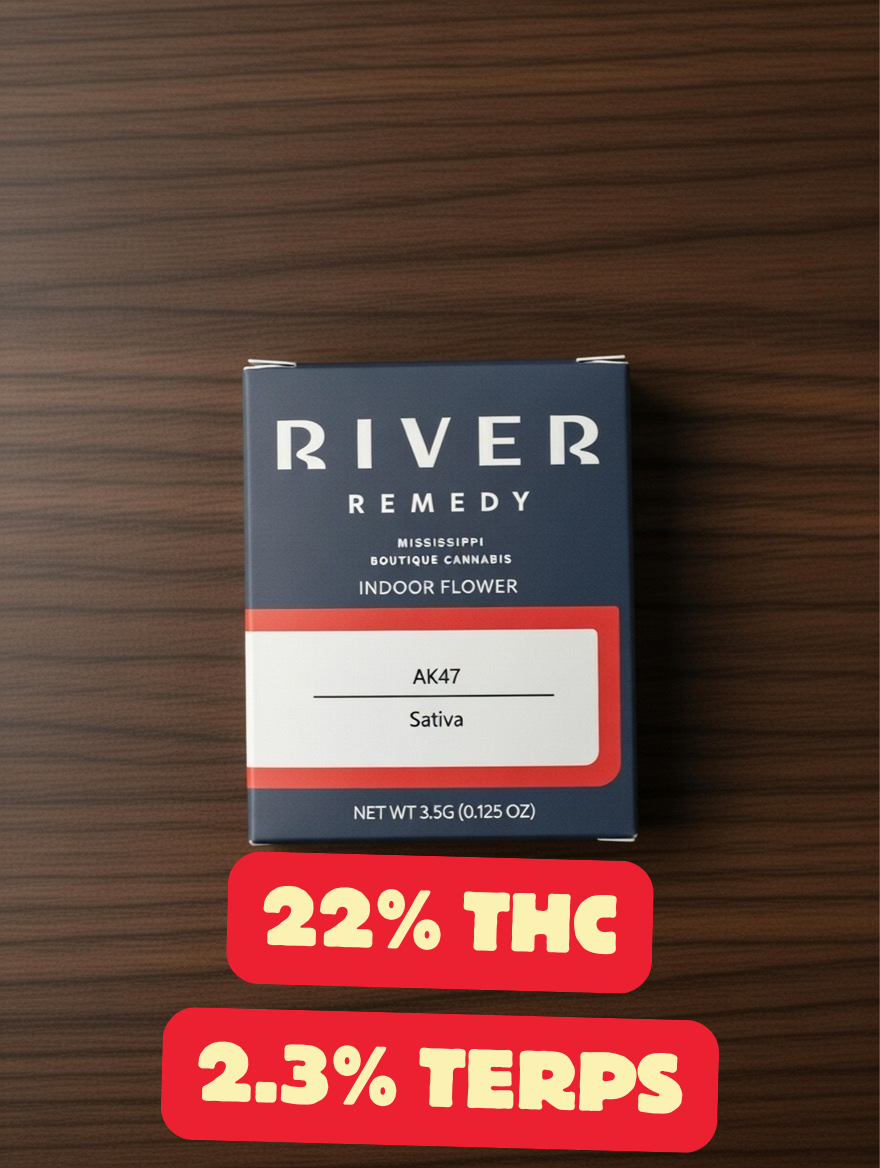 RIVER
REMEDY
MISSISSIPPI
BOUTIQUE CANNABIS
INDOOR FLOWER
AK47
Sativa
NET WT 3.5G (0.125 OZ)
22% THC
2.3% TERPS